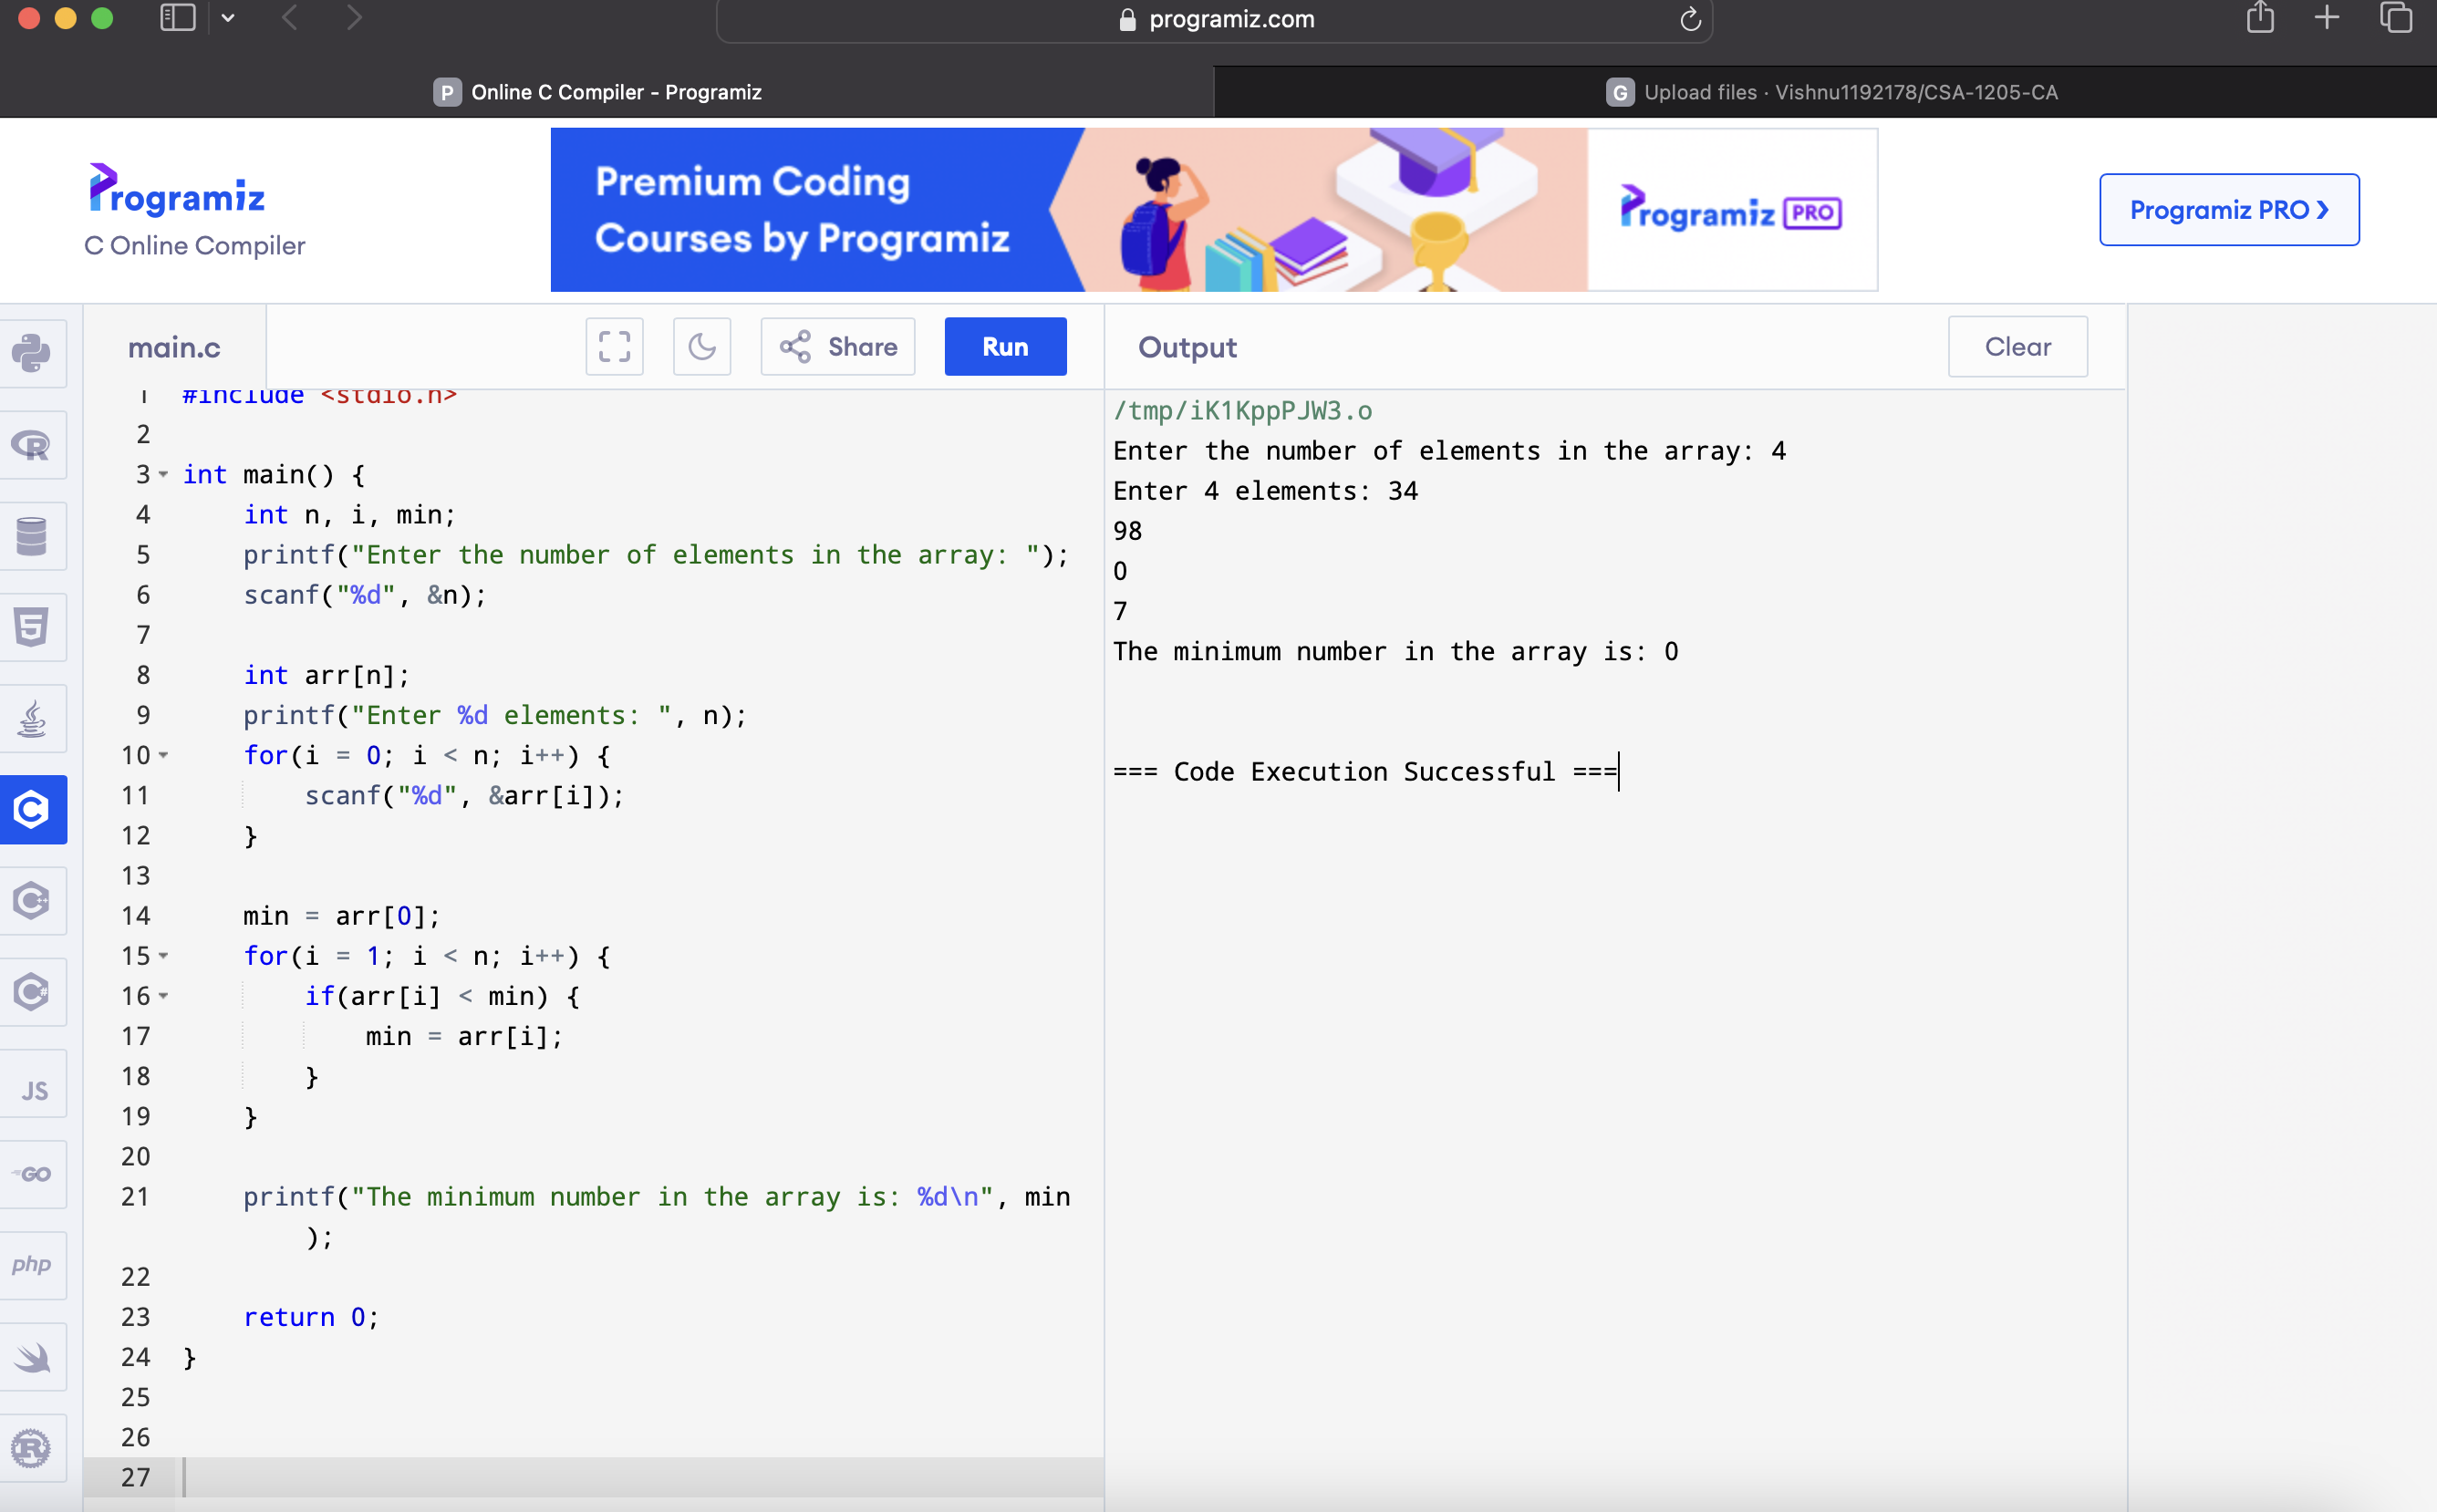 programiz.com
P Online C Compiler - Programiz
G Upload files · Vishnu1192178/CSA-1205-CA
Programiz
C Online Compiler
Premium Coding
Courses by Programiz
Programiz PRO
Programiz PRO ›
main.c
Share
Run
Output
Clear
1 #include <stdio.h>
2
3 int main() {
4 int n, i, min;
5 printf("Enter the number of elements in the array: ");
6 scanf("%d", &n);
7
8 int arr[n];
9 printf("Enter %d elements: ", n);
10 for(i = 0; i < n; i++) {
11 scanf("%d", &arr[i]);
12 }
13
14 min = arr[0];
15 for(i = 1; i < n; i++) {
16 if(arr[i] < min) {
17 min = arr[i];
18 }
19 }
20
21 printf("The minimum number in the array is: %d\n", min
);
22
23 return 0;
24 }
25
26
27
/tmp/iK1KppPJW3.o
Enter the number of elements in the array: 4
Enter 4 elements: 34
98
0
7
The minimum number in the array is: 0
=== Code Execution Successful ===
R
5
C
C++
C#
JS
GO
php
R